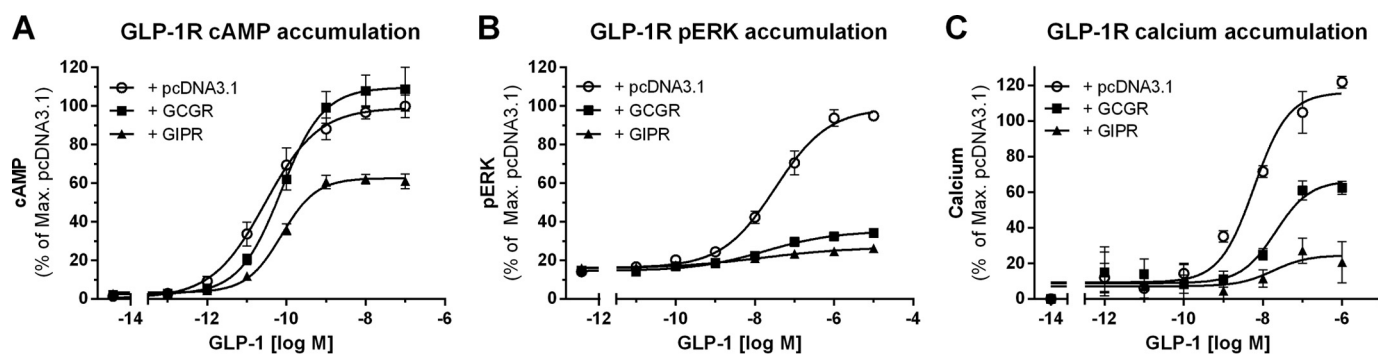 A GLP-1R cAMP accumulation
120
100
80
60
40
20
0
cAMP
(% of Max. pcDNA3.1)
+ pcDNA3.1
+ GCGR
+ GIPR
-14 -12 -10 -8 -6
GLP-1 [log M]
B GLP-1R pERK accumulation
120
100
80
60
40
20
0
pERK
(% of Max. pcDNA3.1)
+ pcDNA3.1
+ GCGR
+ GIPR
-12 -10 -8 -6 -4
GLP-1 [log M]
C GLP-1R calcium accumulation
120
100
80
60
40
20
0
Calcium
(% of Max. pcDNA3.1)
+ pcDNA3.1
+ GCGR
+ GIPR
-14 -12 -10 -8 -6
GLP-1 [log M]